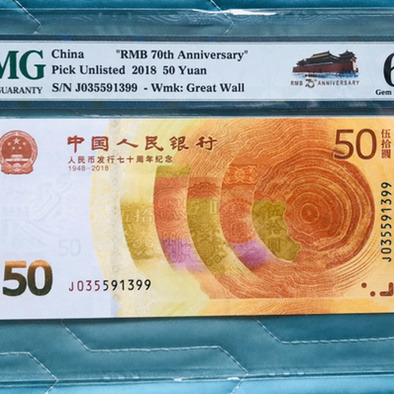 MG China "RMB 70th Anniversary"
Pick Unlisted 2018 50 Yuan
GUARANTY S/N J035591399 - Wmk: Great Wall
RMB 70th ANNIVERSARY
6
Gem
中国人民银行
人民币发行七十周年纪念
1948-2018
50 伍拾圆
J035591399
50
J035591399